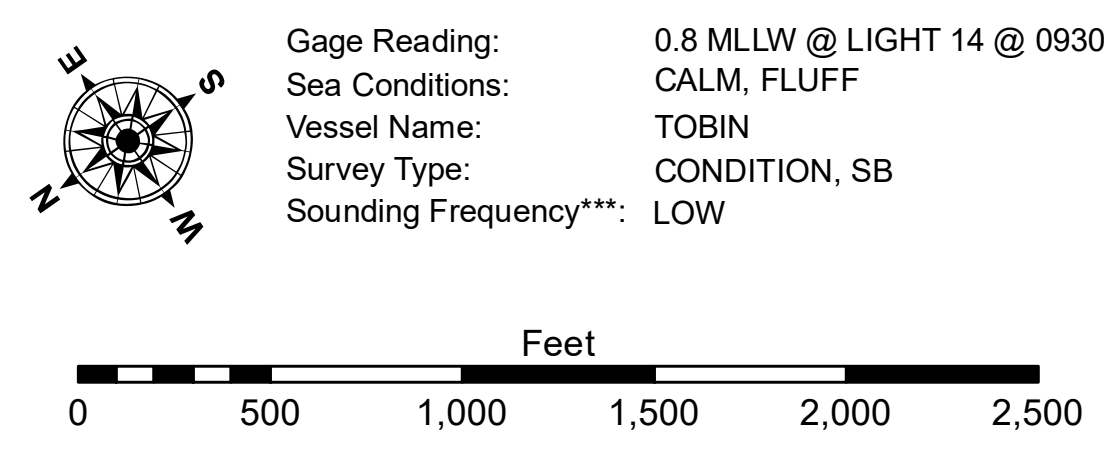 E
S
N
W
Gage Reading: 0.8 MLLW @ LIGHT 14 @ 0930
Sea Conditions: CALM, FLUFF
Vessel Name: TOBIN
Survey Type: CONDITION, SB
Sounding Frequency***: LOW
Feet
0 500 1,000 1,500 2,000 2,500